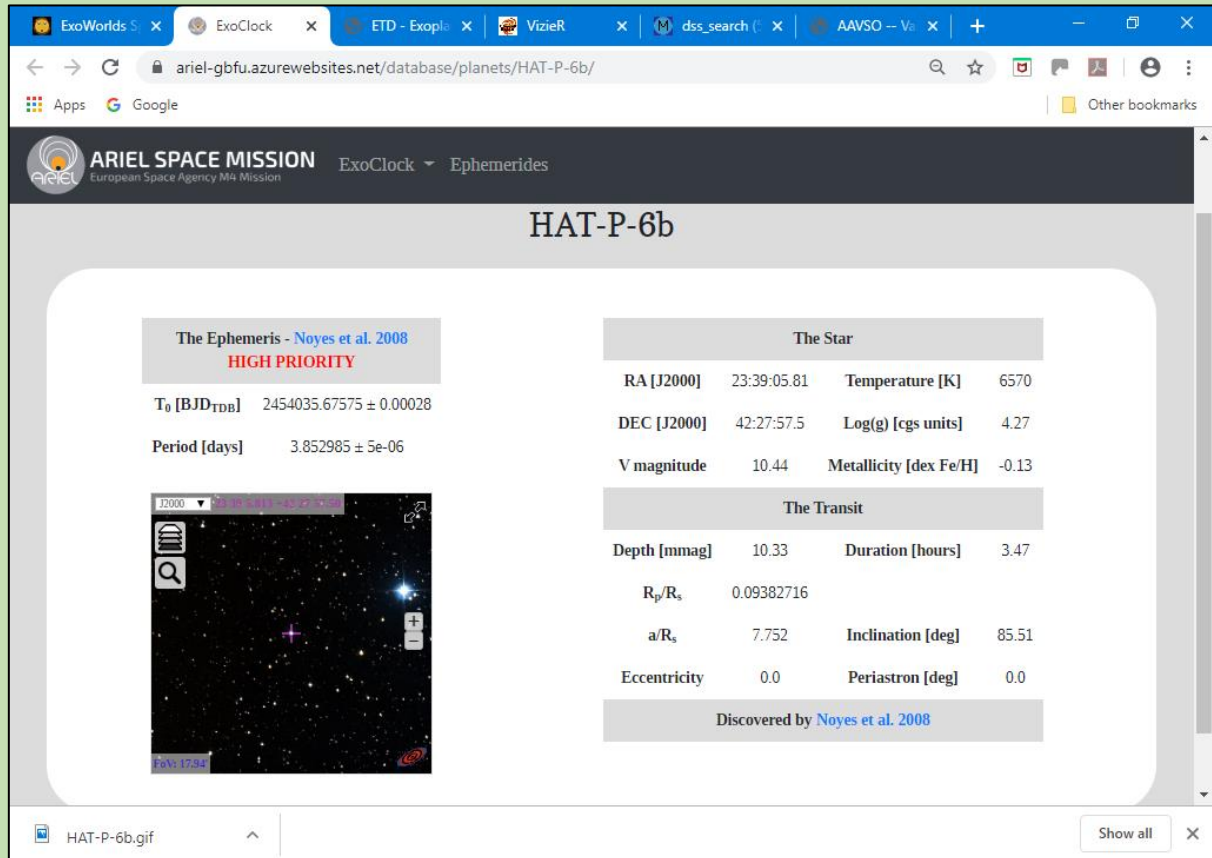 ExoWorlds S
ExoClock
ETD - Exopla
VizieR
dss_search (
AAVSO -- Va
ariel-gbfu.azurewebsites.net/database/planets/HAT-P-6b/
Apps
G Google
Other bookmarks
ARIEL
ARIEL SPACE MISSION
European Space Agency M4 Mission
ExoClock
Ephemerides
HAT-P-6b
The Ephemeris - Noyes et al. 2008
HIGH PRIORITY
T₀ [BJD_TDB] 2454035.67575 ± 0.00028
Period [days] 3.852985 ± 5e-06
J2000
FoV: 17.94'
The Star
RA [J2000] 23:39:05.81 Temperature [K] 6570
DEC [J2000] 42:27:57.5 Log(g) [cgs units] 4.27
V magnitude 10.44 Metallicity [dex Fe/H] -0.13
The Transit
Depth [mmag] 10.33 Duration [hours] 3.47
Rₚ/Rₛ 0.09382716
a/Rₛ 7.752 Inclination [deg] 85.51
Eccentricity 0.0 Periastron [deg] 0.0
Discovered by Noyes et al. 2008
HAT-P-6b.gif
Show all